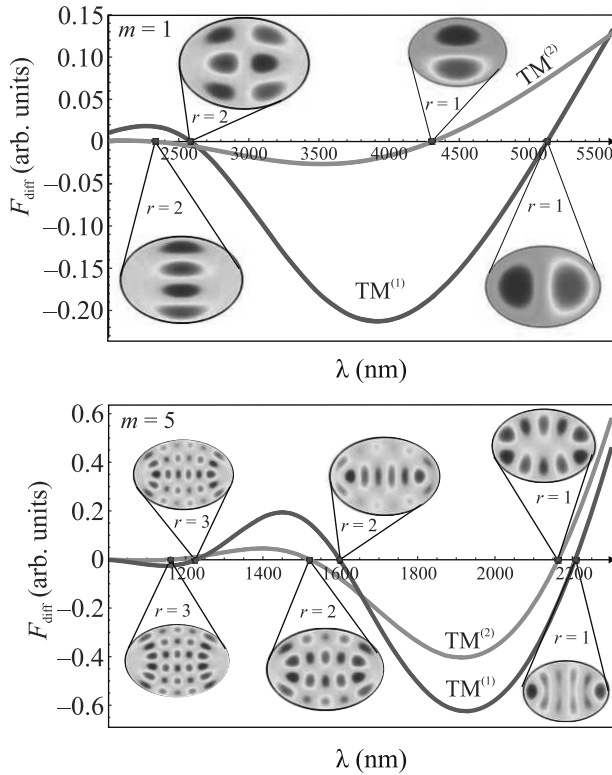 0.15
m = 1
0.10
TM(2)
0.05
r = 2
r = 1
0
2500 3000 3500 4000 4500 5000 5500
−0.05
r = 2
r = 1
−0.10
−0.15
TM(1)
−0.20
Fdiff (arb. units)
λ (nm)
0.6
m = 5
0.4
r = 3
r = 2
r = 1
0.2
0
1200 1400 1600 1800 2000 2200
−0.2
r = 3
r = 2
TM(2)
r = 1
−0.4
TM(1)
−0.6
Fdiff (arb. units)
λ (nm)